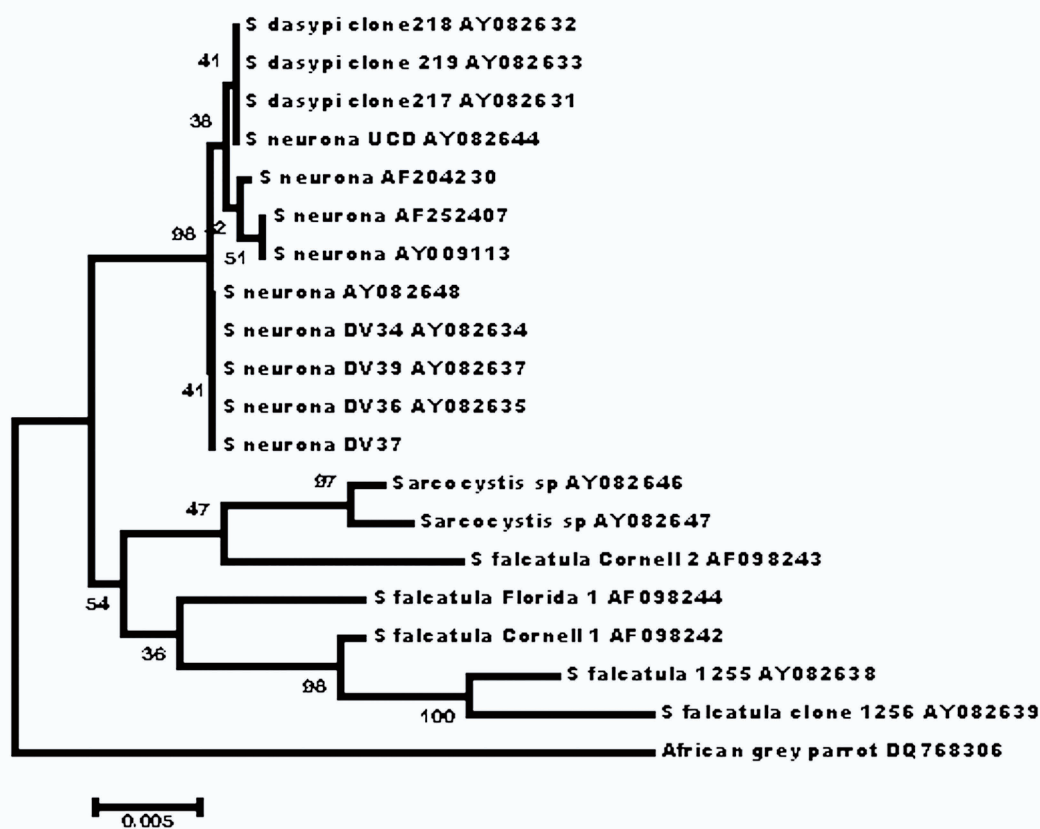 S dasypi clone218 AY082632
41
S dasypi clone 219 AY082633
S dasypi clone217 AY082631
38
S neurona UCD AY082644
S neurona AF204230
S neurona AF252407
98
S neurona AY009113
51
S neurona AY082648
S neurona DV34 AY082634
S neurona DV39 AY082637
41
S neurona DV36 AY082635
S neurona DV37
97
Sarcocystis sp AY082646
47
Sarcocystis sp AY082647
S falcatula Cornell 2 AF098243
54
S falcatula Florida 1 AF098244
S falcatula Cornell 1 AF098242
36
S falcatula 1255 AY082638
98
100
S falcatula clone 1256 AY082639
African grey parrot DQ768306
0.005